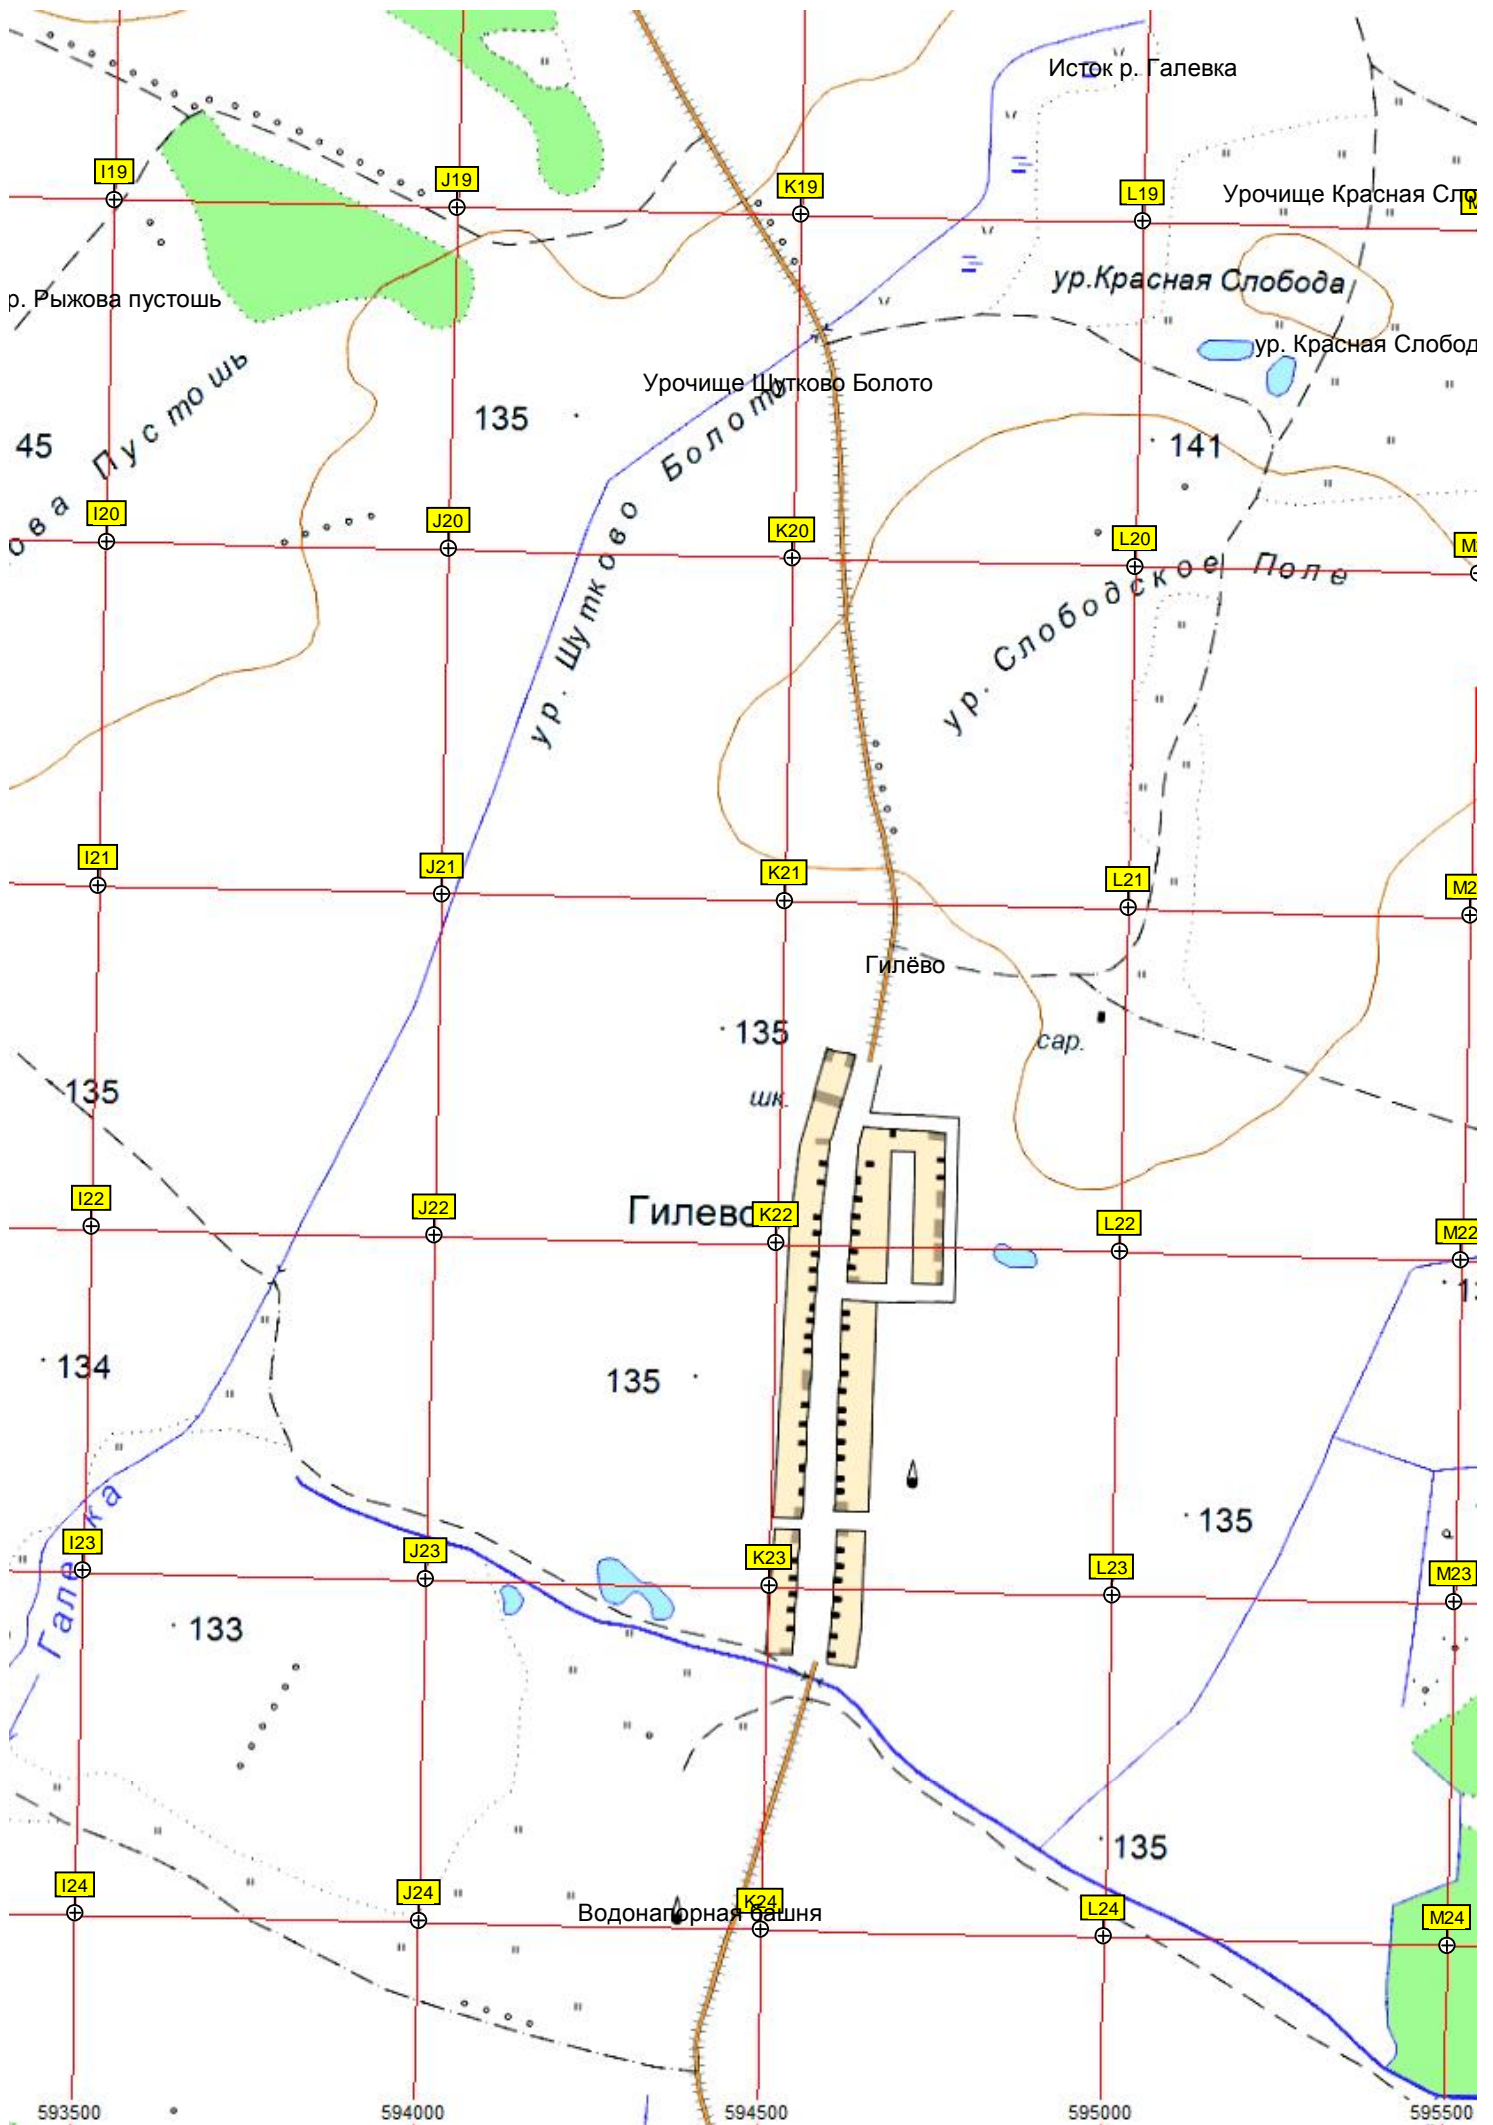 Исток р. Галевка
I19
J19
K19
L19
Урочище Красная Сло
М
ур.Красная Слобода
р. Рыжова пустошь
ур. Красная Слобод
Урочище Шутково Болото
135
45
141
ова Пустошь
I20
J20
K20
L20
ур. Шутково Болото
ур. Слободское Поле
I21
J21
K21
L21
M2
Гилёво
135
сар.
135
шк.
I22
J22
Гилево
K22
L22
M22
134
135
135
Галевка
I23
J23
K23
L23
M23
р
133
135
I24
J24
K24
L24
M24
Водонапорная башня
593500
594000
594500
595000
595500